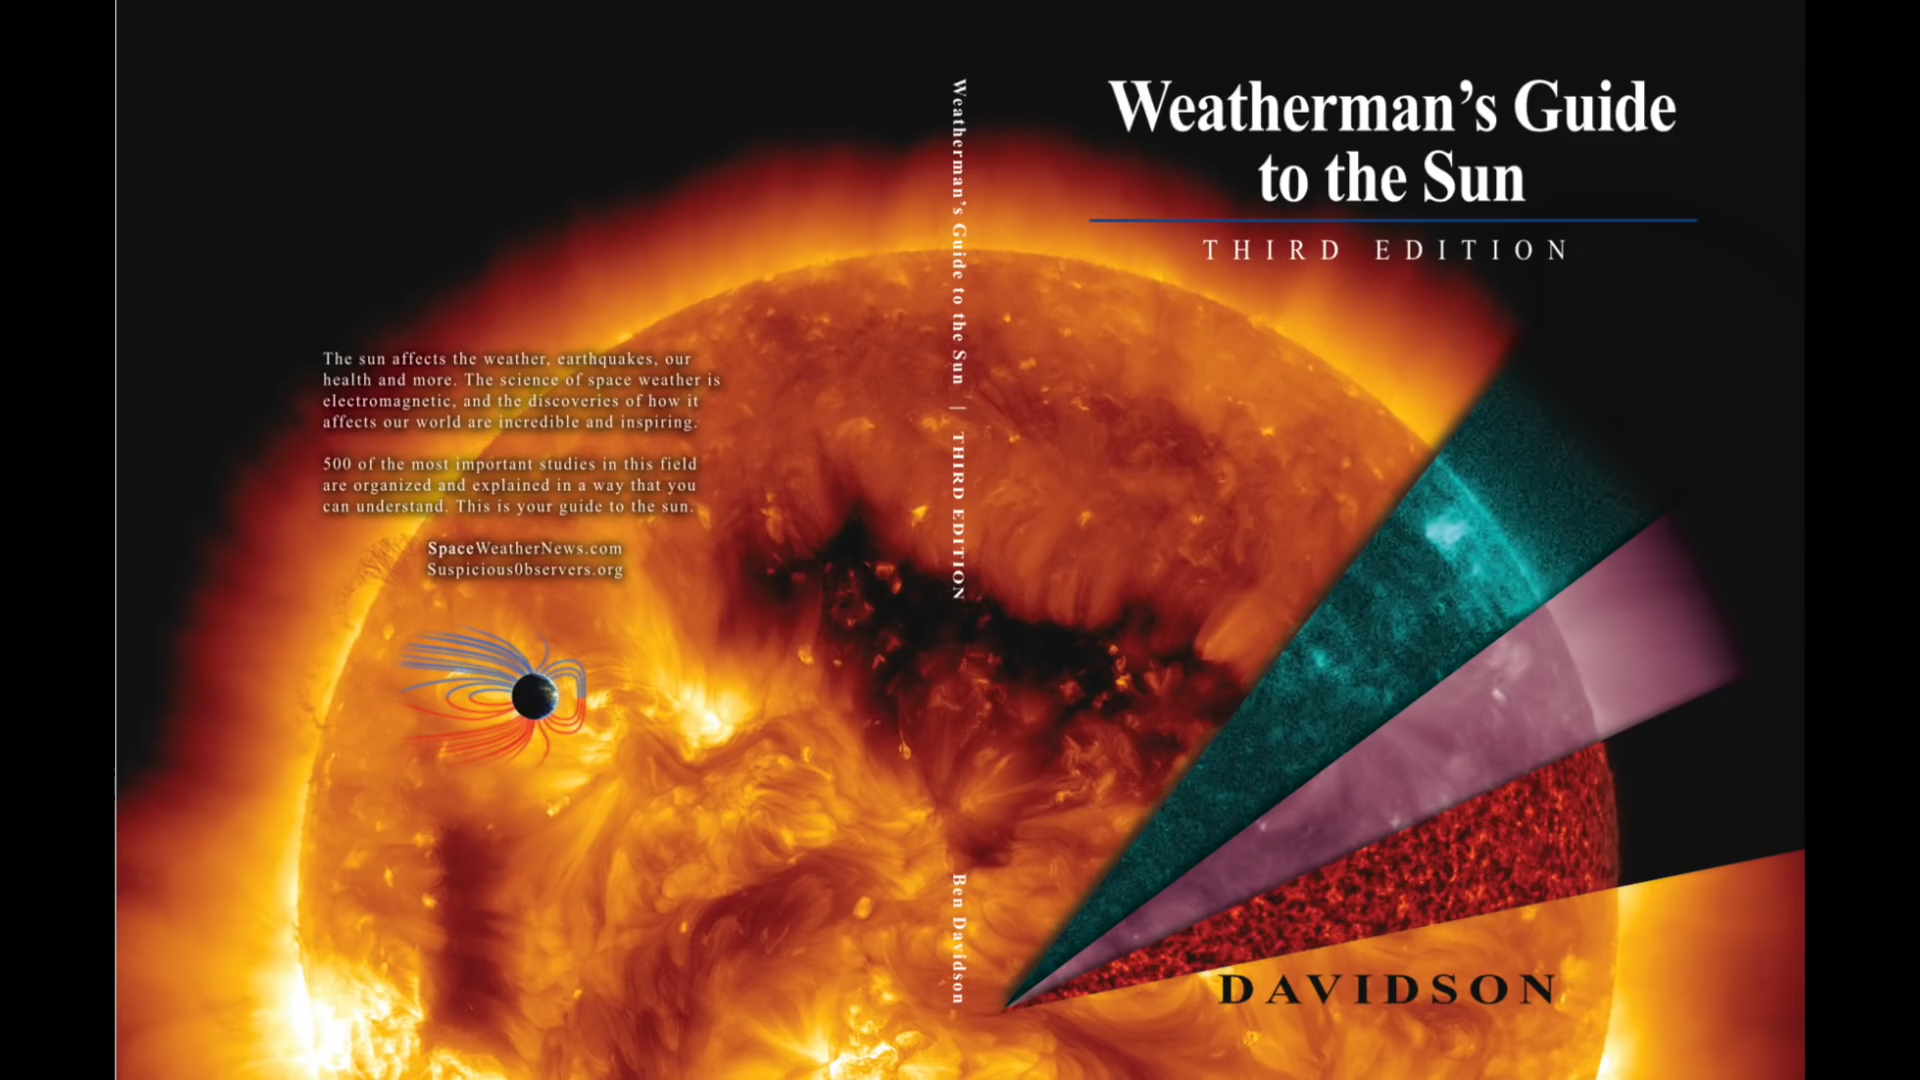 The sun affects the weather, earthquakes, our
health and more. The science of space weather is
electromagnetic, and the discoveries of how it
affects our world are incredible and inspiring.
500 of the most important studies in this field
are organized and explained in a way that you
can understand. This is your guide to the sun.
SpaceWeatherNews.com
Suspicious0bservers.org
Weatherman's Guide to the Sun | THIRD EDITION Ben Davidson
Weatherman's Guide
to the Sun
THIRD EDITION
DAVIDSON